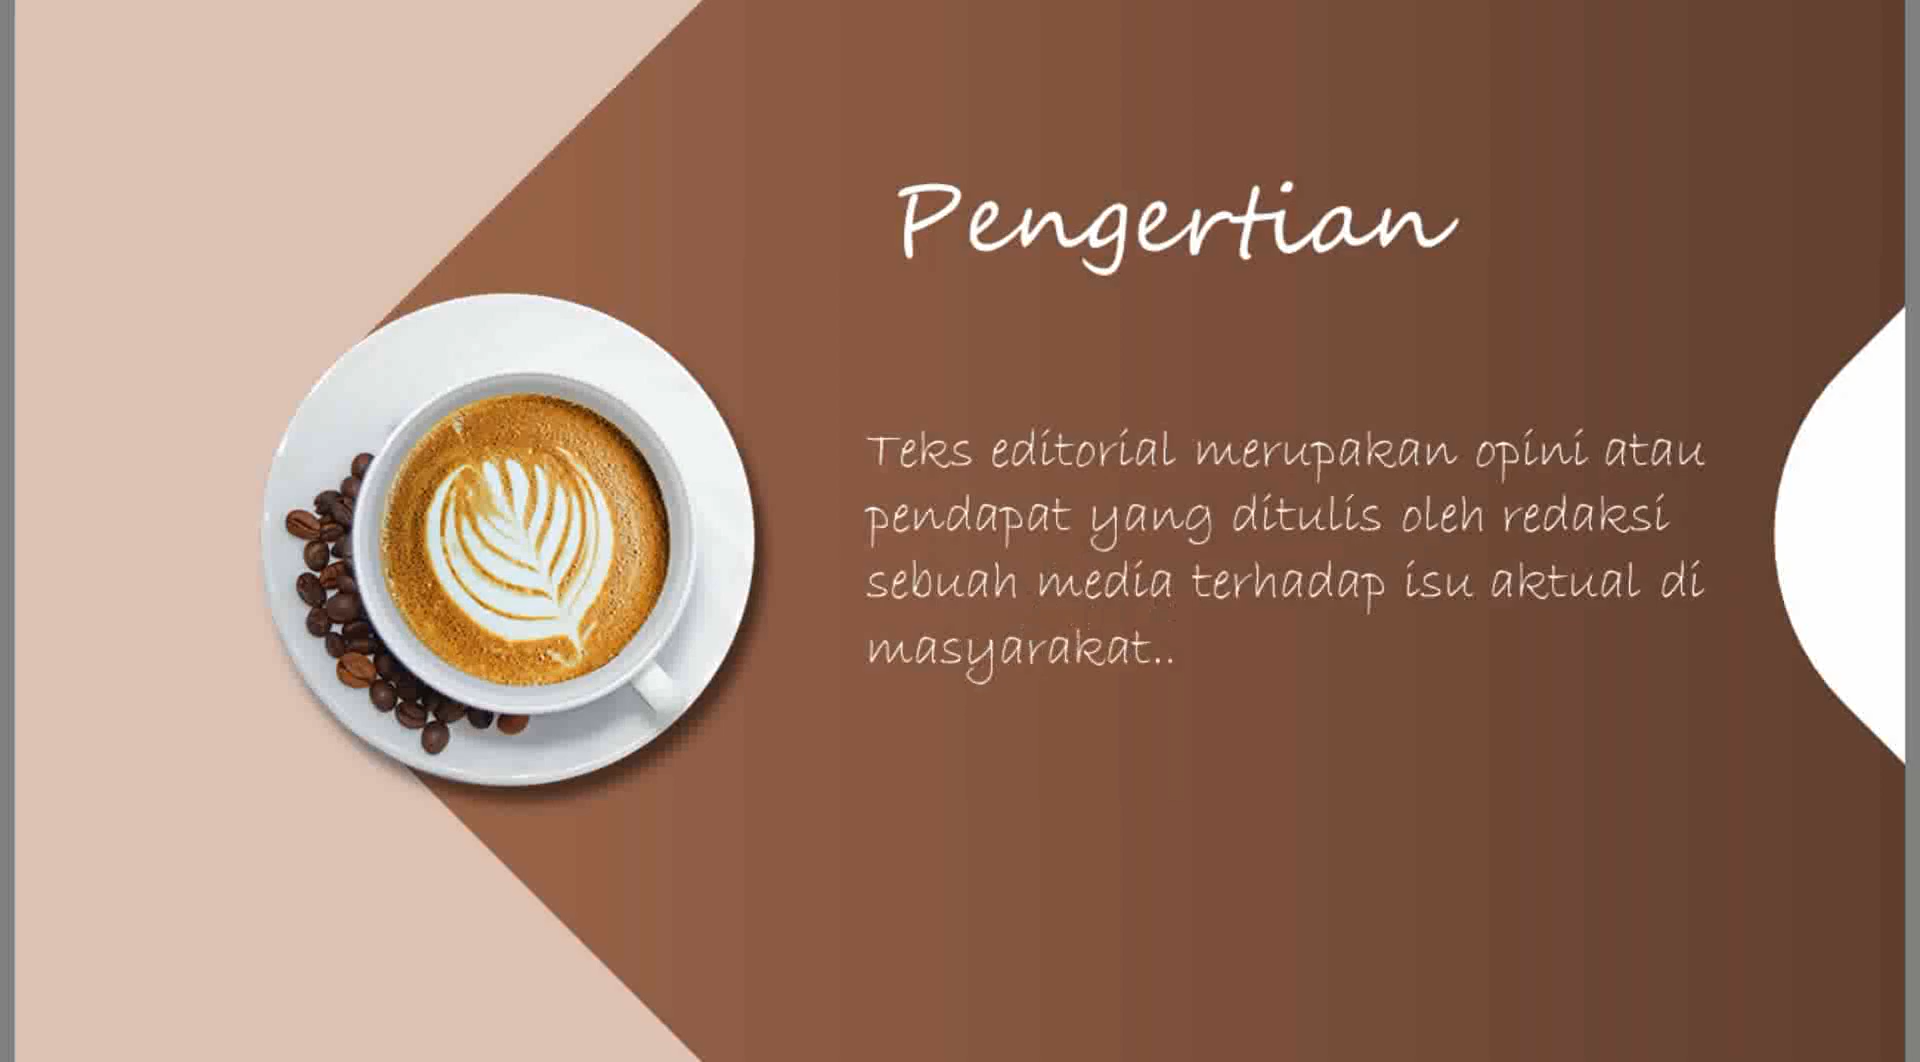 Pengertian
Teks editorial merupakan opini atau
pendapat yang ditulis oleh redaksi
sebuah media terhadap isu aktual di
masyarakat..